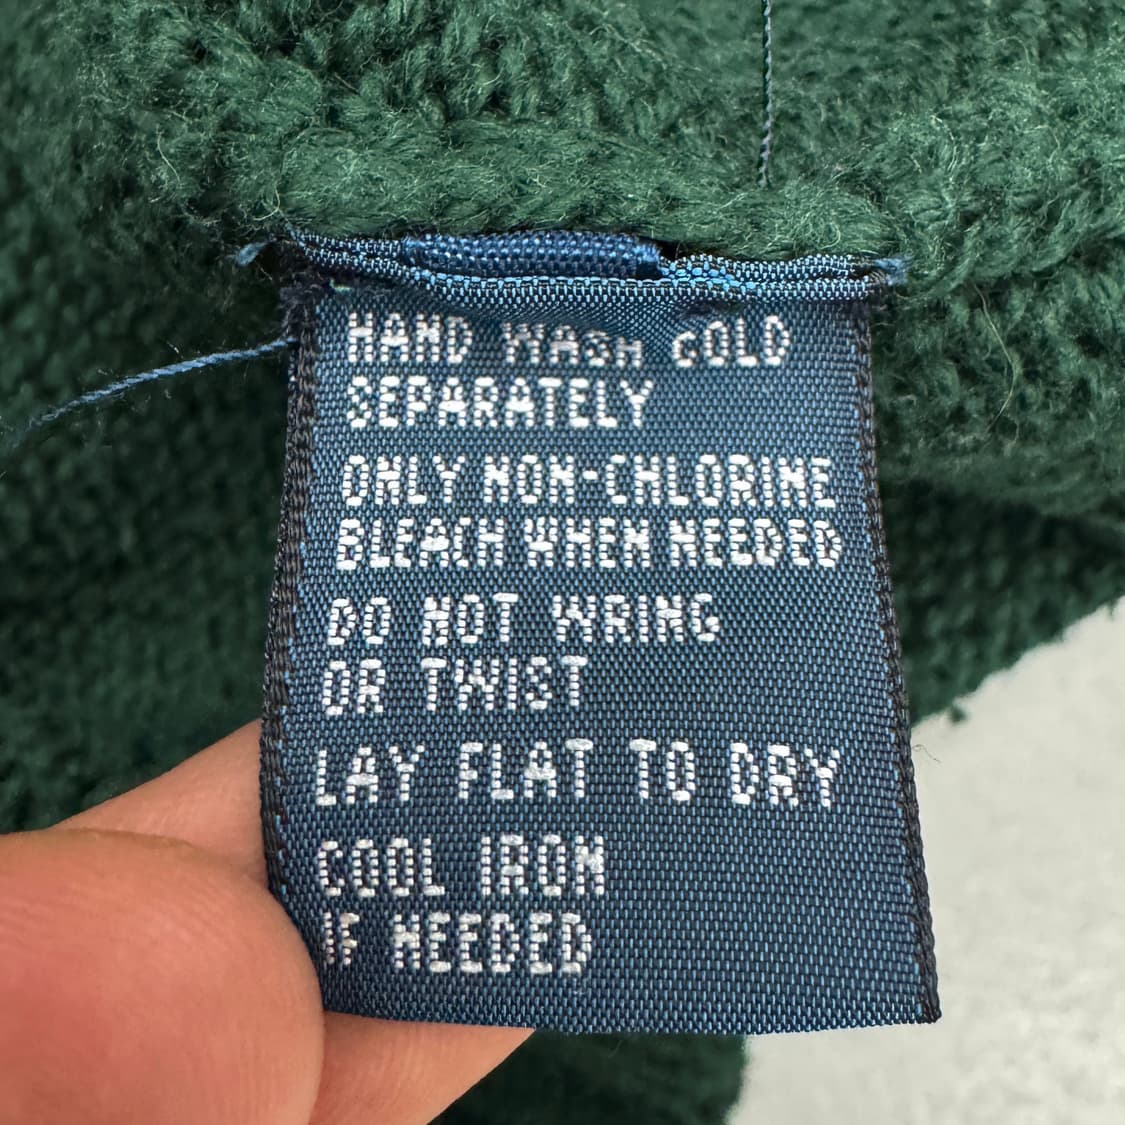 HAND WASH COLD
SEPARATELY
ONLY NON-CHLORINE
BLEACH WHEN NEEDED
DO NOT WRING
OR TWIST
LAY FLAT TO DRY
COOL IRON
IF NEEDED